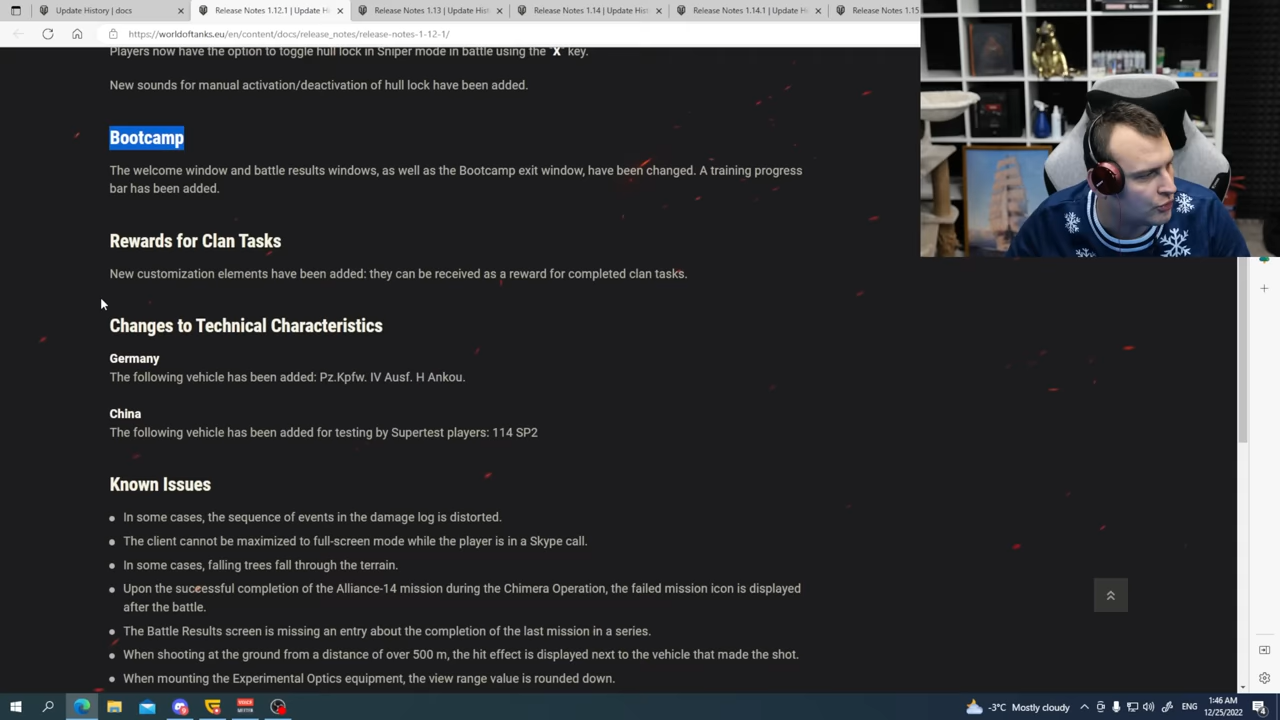 Update History | docs
Release Notes 1.12.1 | Update H
Release Notes 1.13 | Update Hist
Release Notes 1.14 | Update Hist
Release Notes 1.14.1 | Update H
Release Notes 1.15
https://worldoftanks.eu/en/content/docs/release_notes/release-notes-1-12-1/
Players now have the option to toggle hull lock in Sniper mode in battle using the "X" key.
New sounds for manual activation/deactivation of hull lock have been added.
Bootcamp
The welcome window and battle results windows, as well as the Bootcamp exit window, have been changed. A training progress
bar has been added.
Rewards for Clan Tasks
New customization elements have been added: they can be received as a reward for completed clan tasks.
Changes to Technical Characteristics
Germany
The following vehicle has been added: Pz.Kpfw. IV Ausf. H Ankou.
China
The following vehicle has been added for testing by Supertest players: 114 SP2
Known Issues
In some cases, the sequence of events in the damage log is distorted.
The client cannot be maximized to full-screen mode while the player is in a Skype call.
In some cases, falling trees fall through the terrain.
Upon the successful completion of the Alliance-14 mission during the Chimera Operation, the failed mission icon is displayed
after the battle.
The Battle Results screen is missing an entry about the completion of the last mission in a series.
When shooting at the ground from a distance of over 500 m, the hit effect is displayed next to the vehicle that made the shot.
When mounting the Experimental Optics equipment, the view range value is rounded down.
-3°C Mostly cloudy
ENG
1:46 AM
12/25/2022
4